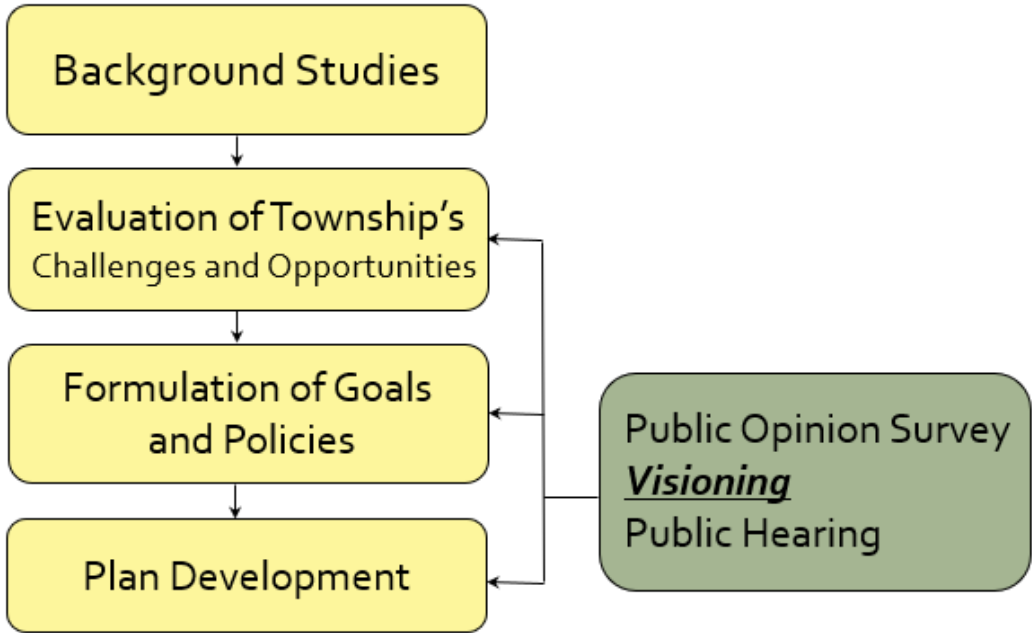 Background Studies
Evaluation of Township's
Challenges and Opportunities
Formulation of Goals
and Policies
Plan Development
Public Opinion Survey
Visioning
Public Hearing